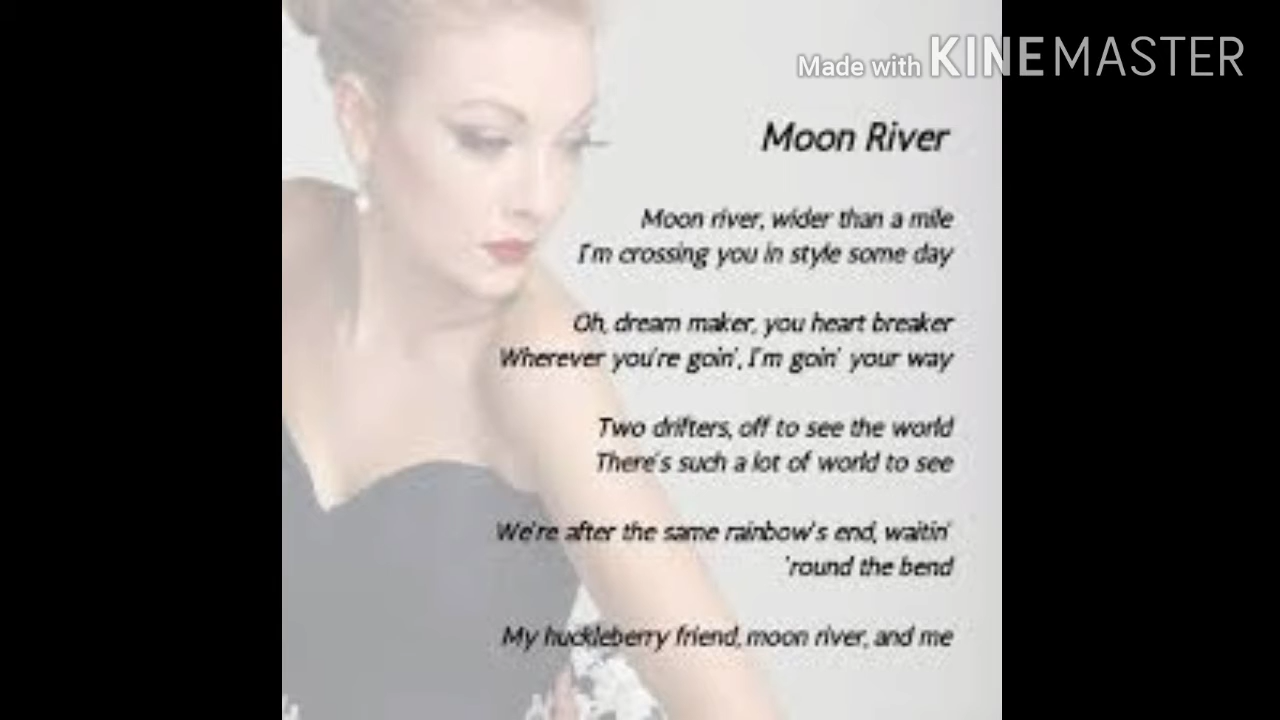 Made with KINEMASTER
Moon River
Moon river, wider than a mile
I'm crossing you in style some day
Oh, dream maker, you heart breaker
Wherever you're goin', I'm goin' your way
Two drifters, off to see the world
There's such a lot of world to see
We're after the same rainbow's end, waitin'
'round the bend
My huckleberry friend, moon river, and me